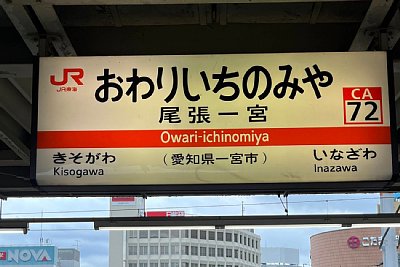 JR
JR東海
おわりいちのみや
CA
72
尾張一宮
Owari-ichinomiya
きそがわ
(愛知県一宮市)
いなざわ
Kisogawa
Inazawa
NOVA